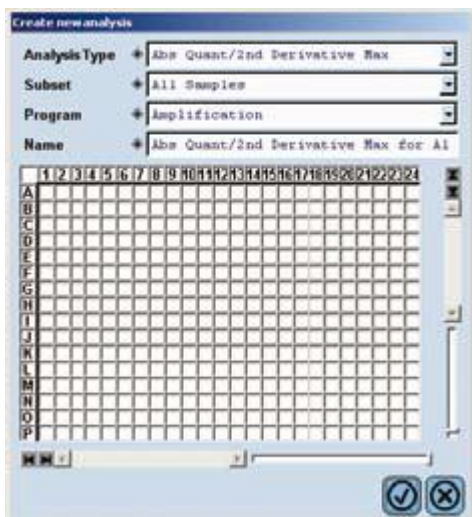 Create new analysis
Analysis Type Abs Quant/2nd Derivative Max
Subset All Samples
Program Amplification
Name Abs Quant/2nd Derivative Max for Al
1 2 3 4 5 6 7 8 9 10 11 12 13 14 15 16 17 18 19 20 21 22 23 24
A
B
C
D
E
F
G
H
I
J
K
L
M
N
O
P